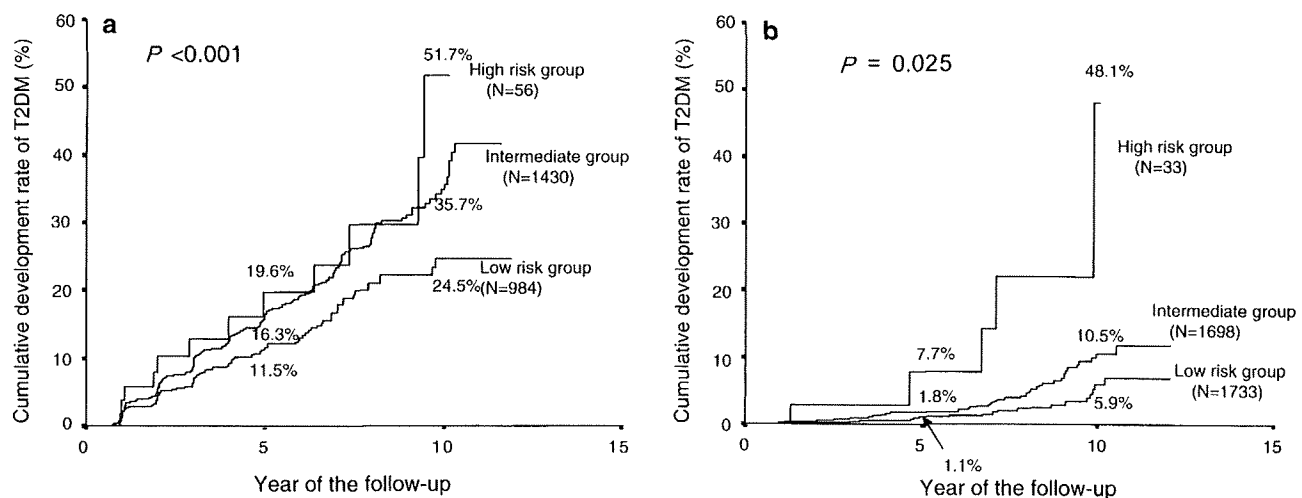 a
P <0.001
Cumulative development rate of T2DM (%)
60
50
40
30
20
10
0
51.7%
High risk group
(N=56)
Intermediate group
(N=1430)
35.7%
19.6%
Low risk group
(N=984)
24.5%
16.3%
11.5%
0
5
10
15
Year of the follow-up
b
P = 0.025
Cumulative development rate of T2DM (%)
60
50
40
30
20
10
0
48.1%
High risk group
(N=33)
Intermediate group
(N=1698)
10.5%
7.7%
Low risk group
(N=1733)
1.8%
5.9%
1.1%
0
5
10
15
Year of the follow-up